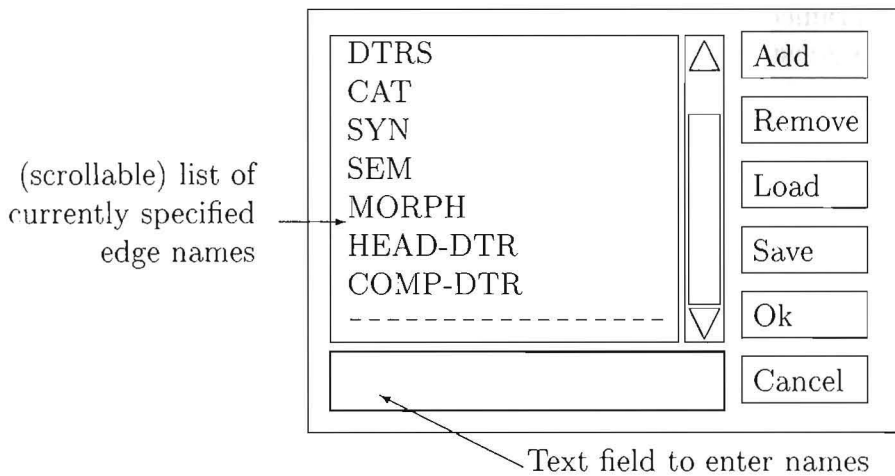 DTRS
CAT
SYN
SEM
MORPH
HEAD-DTR
COMP-DTR
Add
Remove
Load
Save
Ok
Cancel
(scrollable) list of
currently specified
edge names
Text field to enter names